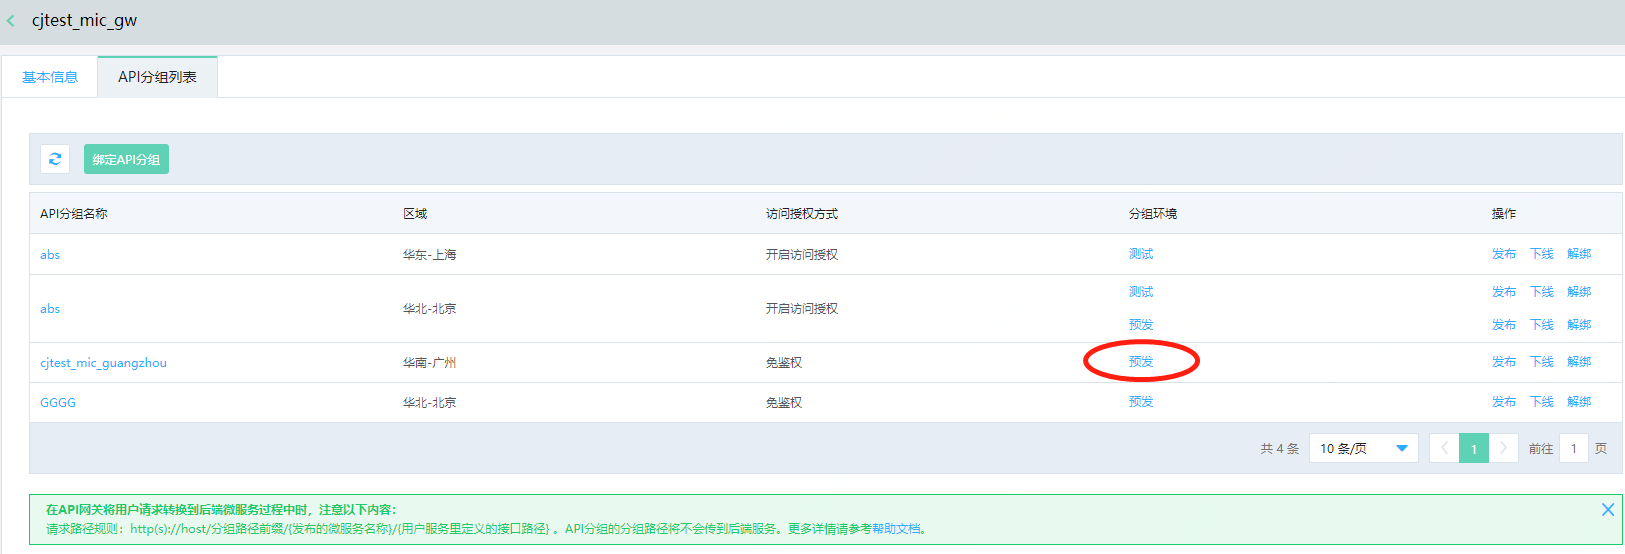 cjtest_mic_gw
基本信息 API分组列表
绑定API分组
API分组名称 区域 访问授权方式 分组环境 操作
abs 华东-上海 开启访问授权 测试 发布 下线 解绑
测试 发布 下线 解绑
abs 华北-北京 开启访问授权
预发 发布 下线 解绑
cjtest_mic_guangzhou 华南-广州 免鉴权 预发 发布 下线 解绑
GGGG 华北-北京 免鉴权 预发 发布 下线 解绑
共 4 条 10 条/页 1 前往 1 页
在API网关将用户请求转换到后端微服务过程中时，注意以下内容：
请求路径规则：http(s)://host/分组路径前缀/{发布的微服务名称}/{用户服务里定义的接口路径} 。API分组的分组路径将不会传到后端服务。更多详情请参考帮助文档。